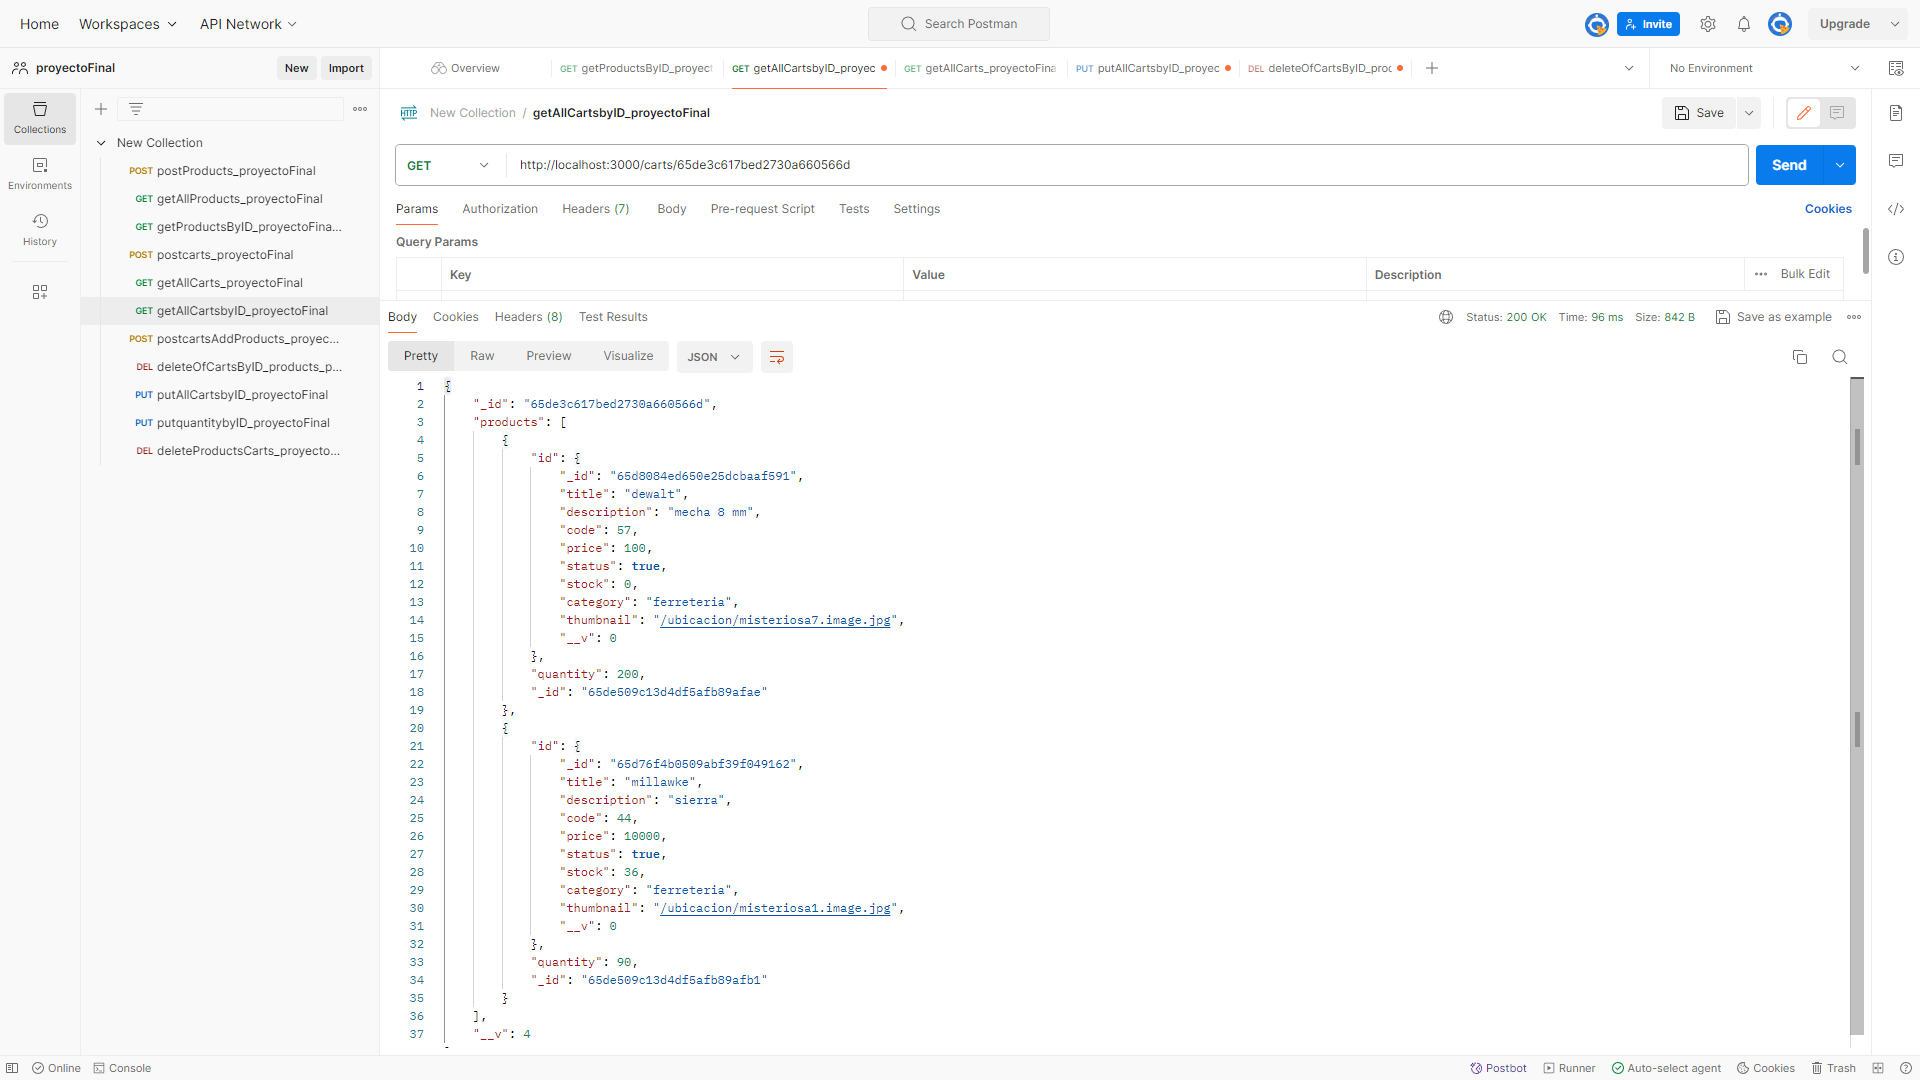 Home Workspaces API Network Search Postman Invite Upgrade
proyectoFinal New Import Overview GET getProductsByID_proyect GET getAllCartsbyID_proyec GET getAllCarts_proyectoFina PUT putAllCartsbyID_proyec DEL deleteOfCartsByID_prod No Environment
Collections
Environments
History
New Collection
POST postProducts_proyectoFinal
GET getAllProducts_proyectoFinal
GET getProductsByID_proyectoFina...
POST postcarts_proyectoFinal
GET getAllCarts_proyectoFinal
GET getAllCartsbyID_proyectoFinal
POST postcartsAddProducts_proyec...
DEL deleteOfCartsByID_products_p...
PUT putAllCartsbyID_proyectoFinal
PUT putquantitybyID_proyectoFinal
DEL deleteProductsCarts_proyecto...
HTTP New Collection / getAllCartsbyID_proyectoFinal Save
GET http://localhost:3000/carts/65de3c617bed2730a660566d Send
Params Authorization Headers (7) Body Pre-request Script Tests Settings Cookies
Query Params
Key Value Description Bulk Edit
Body Cookies Headers (8) Test Results Status: 200 OK Time: 96 ms Size: 842 B Save as example
Pretty Raw Preview Visualize JSON
1 {
2 "_id": "65de3c617bed2730a660566d",
3 "products": [
4 {
5 "id": {
6 "_id": "65d8084ed650e25dcbaaf591",
7 "title": "dewalt",
8 "description": "mecha 8 mm",
9 "code": 57,
10 "price": 100,
11 "status": true,
12 "stock": 0,
13 "category": "ferreteria",
14 "thumbnail": "/ubicacion/misteriosa7.image.jpg",
15 "__v": 0
16 },
17 "quantity": 200,
18 "_id": "65de509c13d4df5afb89afae"
19 },
20 {
21 "id": {
22 "_id": "65d76f4b0509abf39f049162",
23 "title": "millawke",
24 "description": "sierra",
25 "code": 44,
26 "price": 10000,
27 "status": true,
28 "stock": 36,
29 "category": "ferreteria",
30 "thumbnail": "/ubicacion/misteriosa1.image.jpg",
31 "__v": 0
32 },
33 "quantity": 90,
34 "_id": "65de509c13d4df5afb89afb1"
35 }
36 ],
37 "__v": 4
Online Console Postbot Runner Auto-select agent Cookies Trash